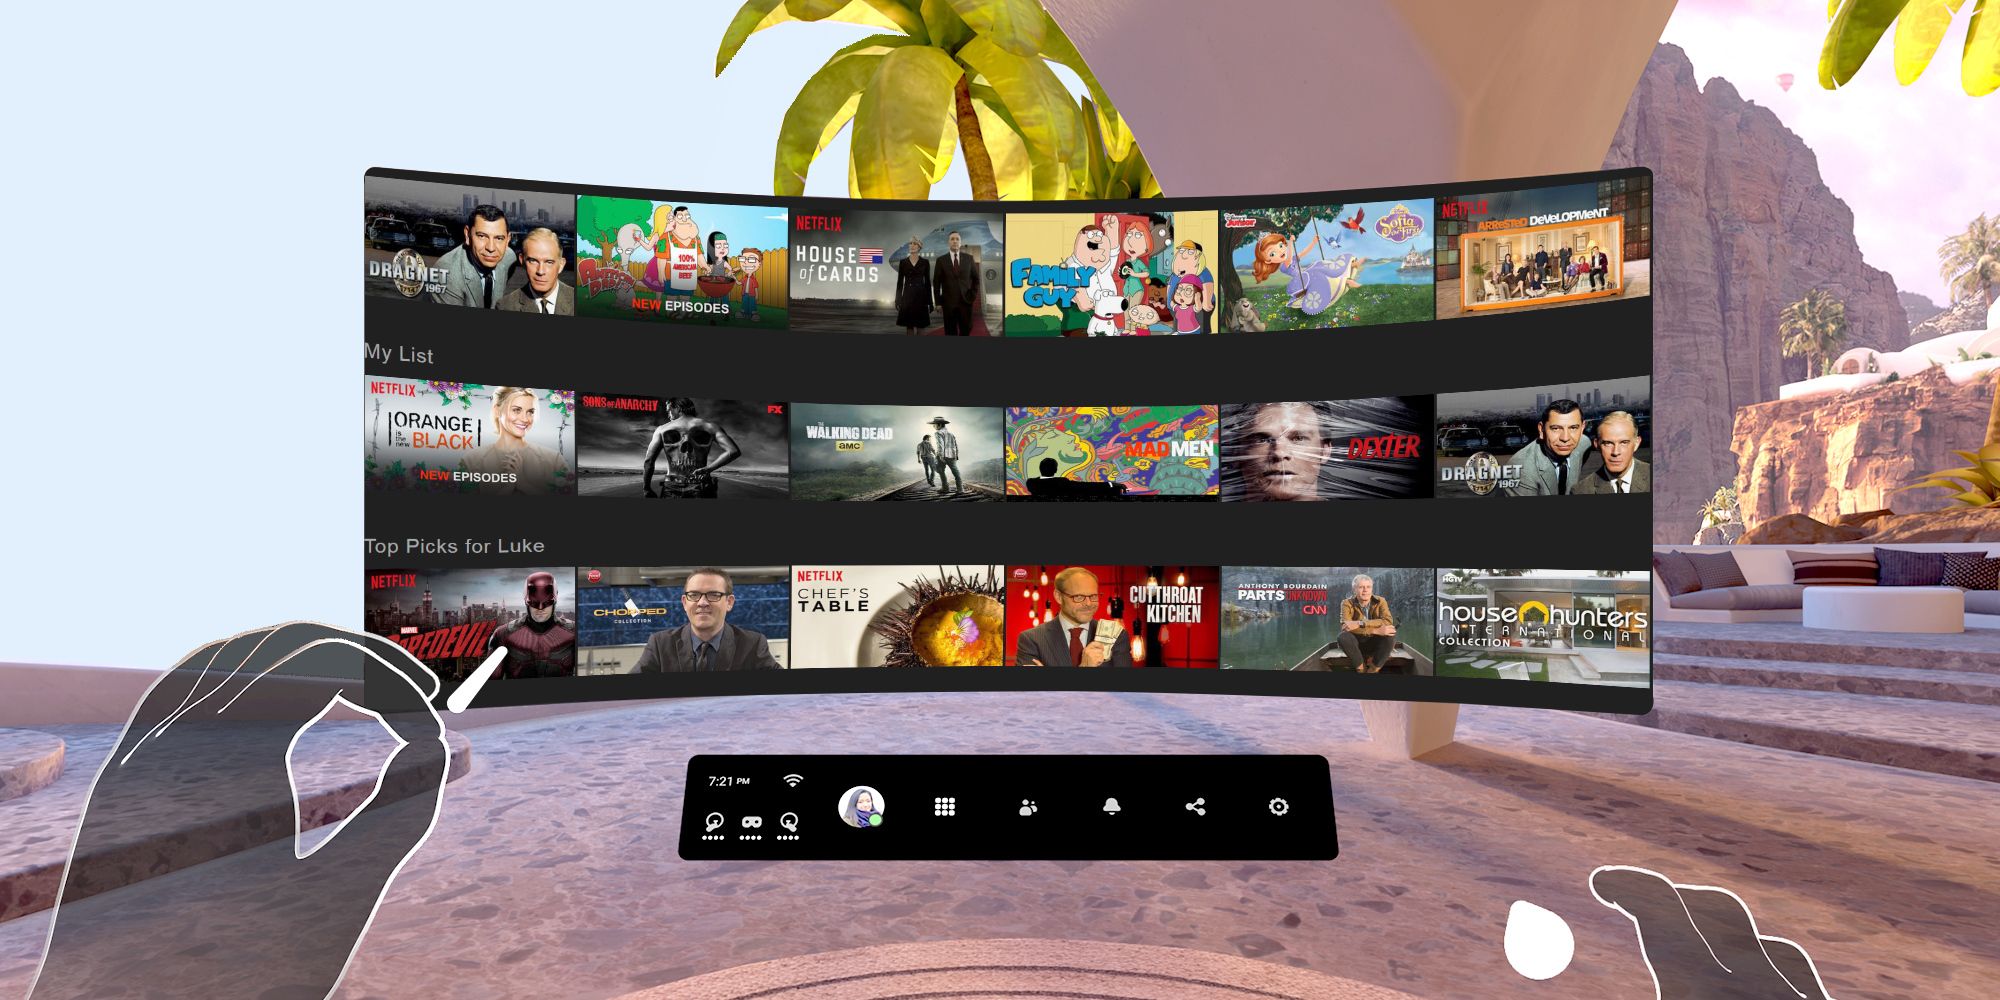 DRAGNET
1967
AMERICAN DAD!
100%
AMERICAN
BEEF
NEW EPISODES
NETFLIX
HOUSE
of CARDS
FAMILY
GUY
Disney Junior
Sofia
the First
NETFLIX
ARRESTED DEVELOPMENT
My List
NETFLIX
ORANGE
is the new
BLACK
NEW EPISODES
SONS OF ANARCHY
FX
THE
WALKING DEAD
amc
MAD MEN
DEXTER
DRAGNET
714
1967
Top Picks for Luke
NETFLIX
MARVEL
DAREDEVIL
food
CHOPPED
COLLECTION
NETFLIX
CHEF'S
TABLE
food
CUTTHROAT
KITCHEN
ANTHONY BOURDAIN
PARTS UNKNOWN
CNN
HGTV
house hunters
INTERNATIONAL
COLLECTION
7:21 PM